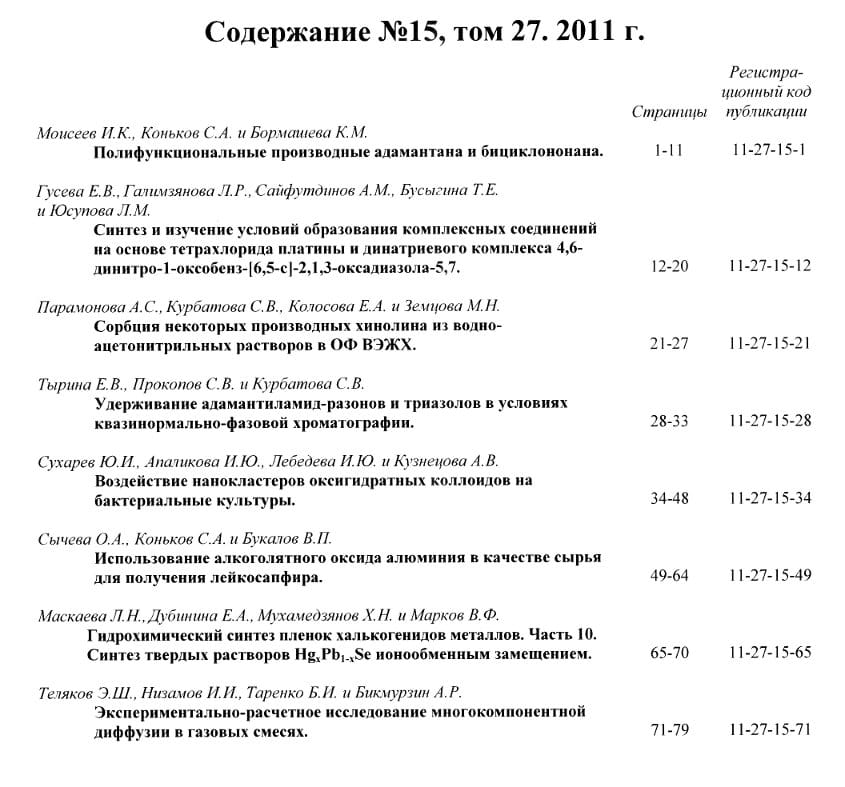 Содержание №15, том 27. 2011 г.
Страницы
Регистра-
ционный код
публикации
Моисеев И.К., Коньков С.А. и Бормашева К.М.
Полифункциональные производные адамантана и бициклононана. 1-11 11-27-15-1
Гусева Е.В., Галимзянова Л.Р., Сайфутдинов А.М., Бусыгина Т.Е.
и Юсупова Л.М.
Синтез и изучение условий образования комплексных соединений
на основе тетрахлорида платины и динатриевого комплекса 4,6-
динитро-1-оксобенз-[6,5-с]-2,1,3-оксадиазола-5,7. 12-20 11-27-15-12
Парамонова А.С., Курбатова С.В., Колосова Е.А. и Земцова М.Н.
Сорбция некоторых производных хинолина из водно-
ацетонитрильных растворов в ОФ ВЭЖХ. 21-27 11-27-15-21
Тырина Е.В., Прокопов С.В. и Курбатова С.В.
Удерживание адамантиламид-разонов и триазолов в условиях
квазинормально-фазовой хроматографии. 28-33 11-27-15-28
Сухарев Ю.И., Апаликова И.Ю., Лебедева И.Ю. и Кузнецова А.В.
Воздействие нанокластеров оксигидратных коллоидов на
бактериальные культуры. 34-48 11-27-15-34
Сычева О.А., Коньков С.А. и Букалов В.П.
Использование алкоголятного оксида алюминия в качестве сырья
для получения лейкосапфира. 49-64 11-27-15-49
Маскаева Л.Н., Дубинина Е.А., Мухамедзянов Х.Н. и Марков В.Ф.
Гидрохимический синтез пленок халькогенидов металлов. Часть 10.
Синтез твердых растворов HgxPb1-xSe ионообменным замещением. 65-70 11-27-15-65
Теляков Э.Ш., Низамов И.И., Таренко Б.И. и Бикмурзин А.Р.
Экспериментально-расчетное исследование многокомпонентной
диффузии в газовых смесях. 71-79 11-27-15-71